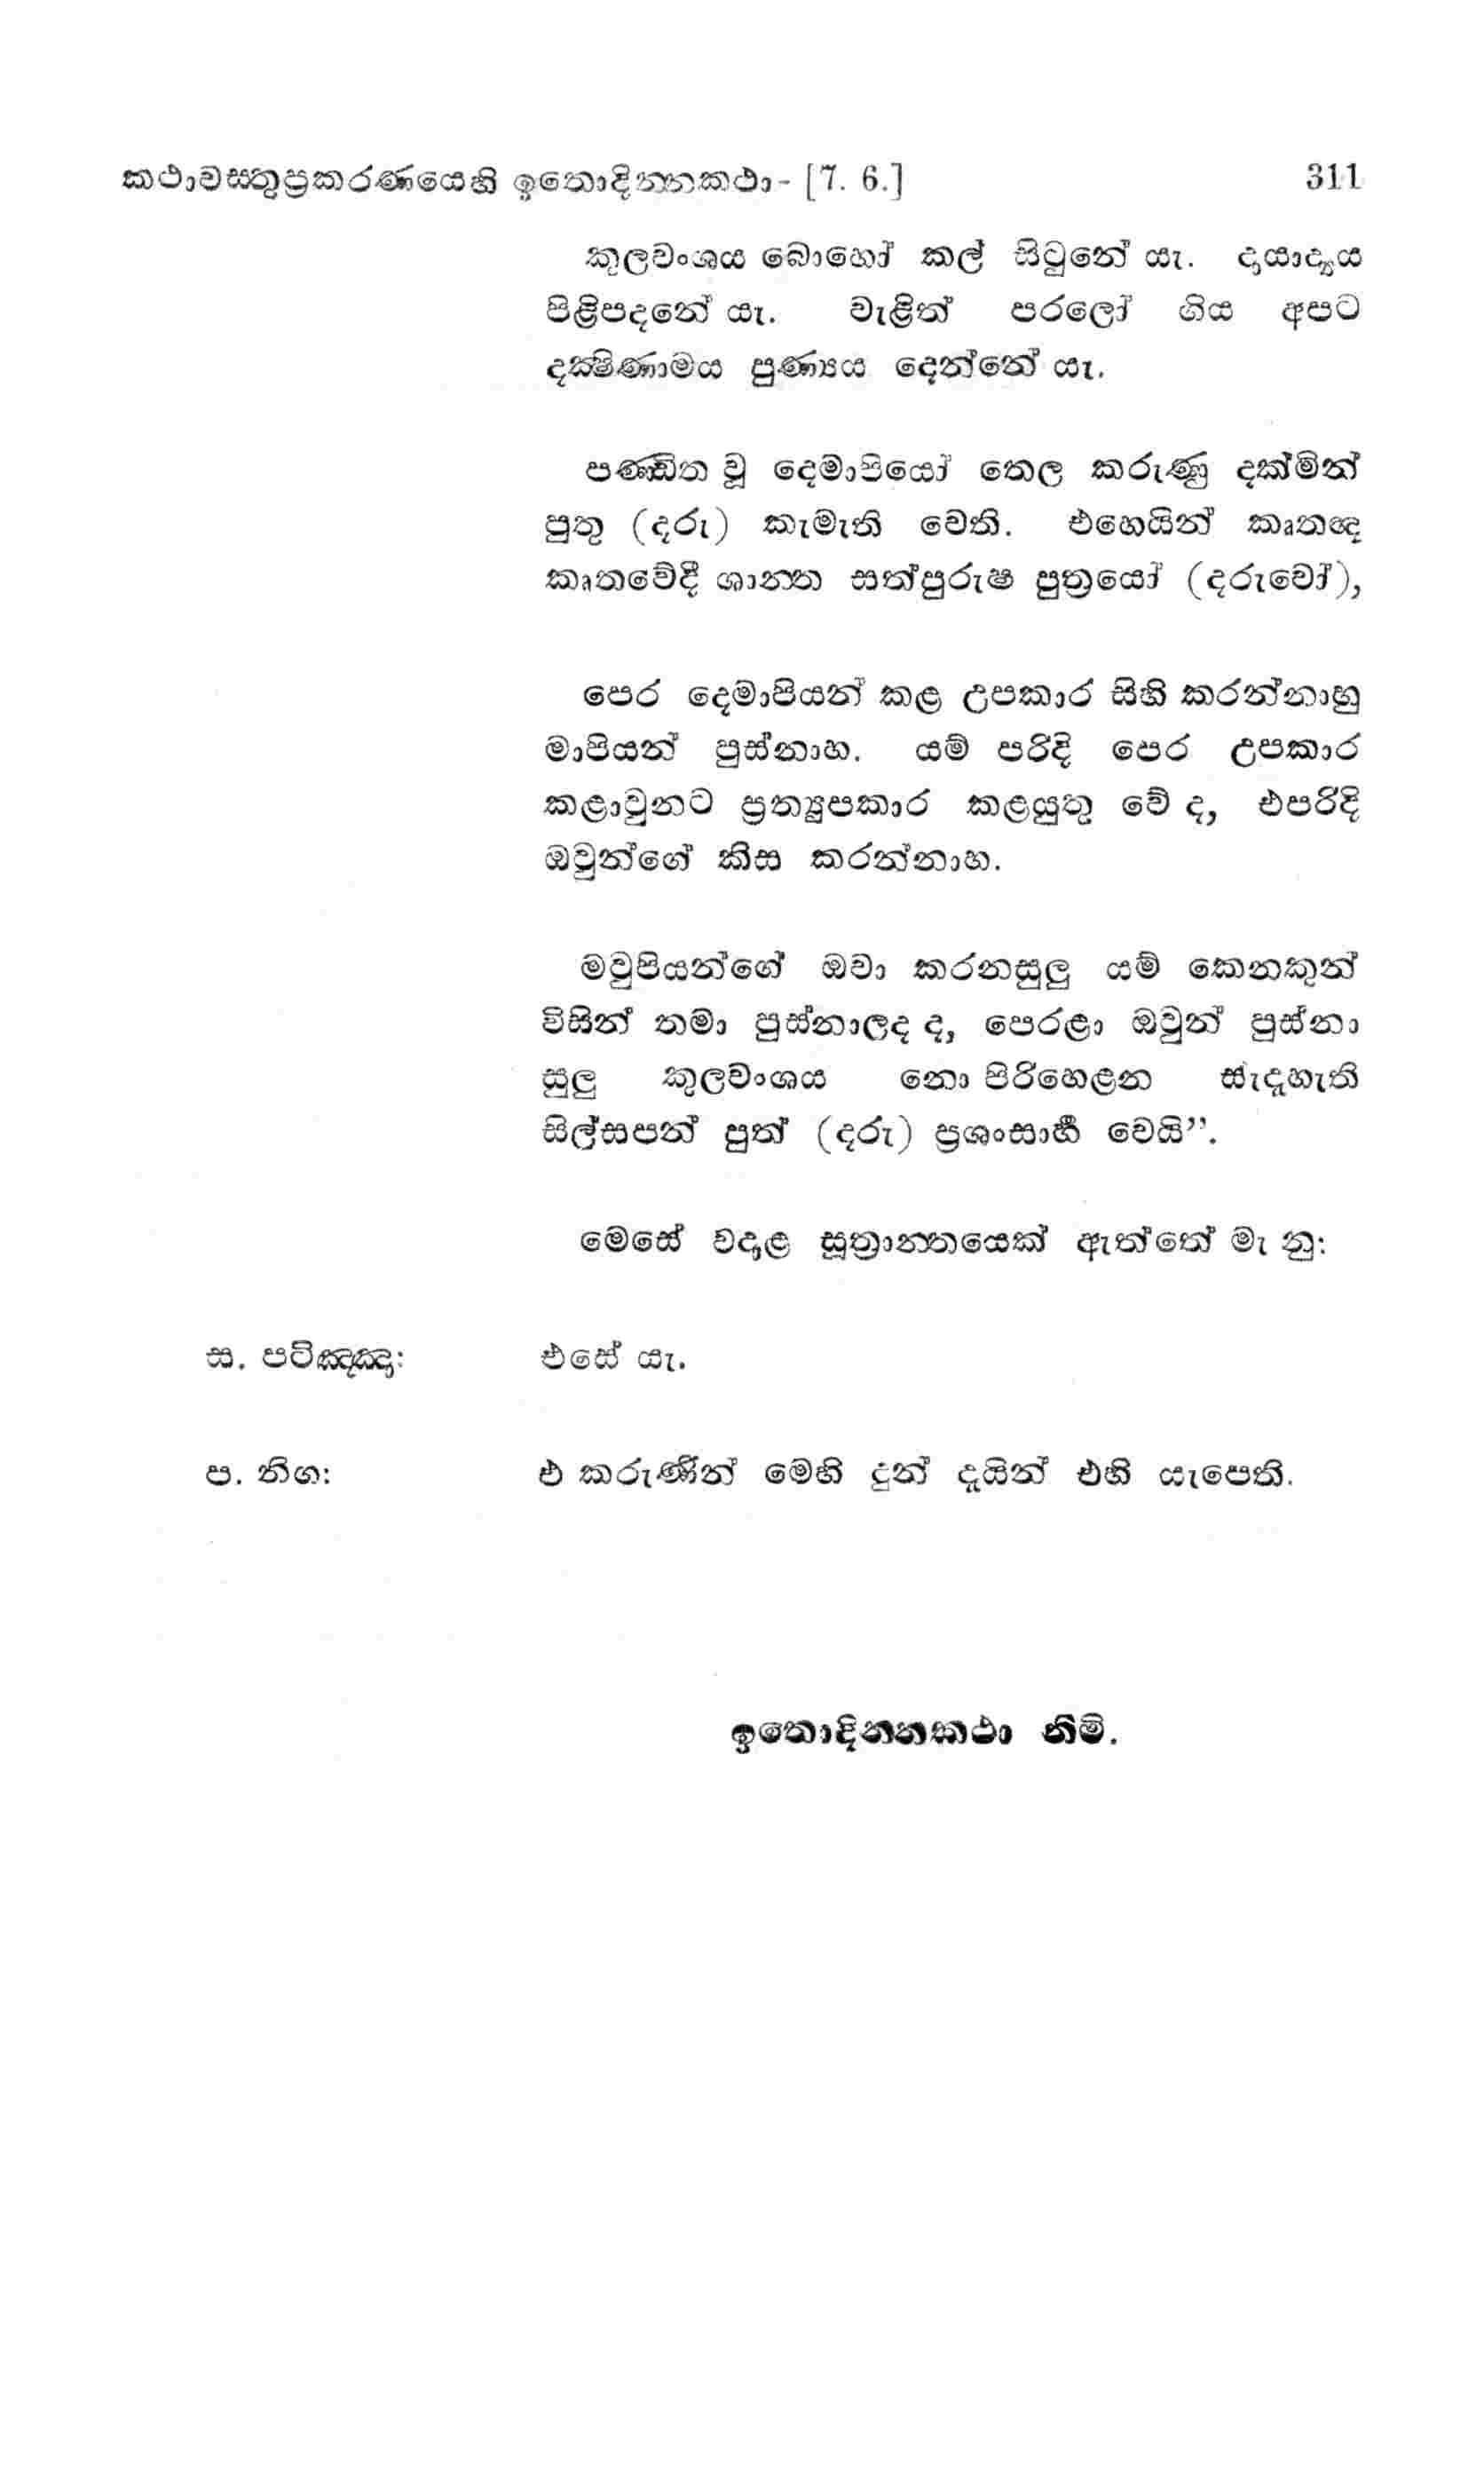 කථාවස්තුප්‍රකරණයෙහි ඉතොදින්නකථා- [7. 6.] 311
කුලවංශය බොහෝ කල් සිටුනේ යැ. දායාද්‍යය
පිළිපදනේ යැ. වැළිත් පරලෝ ගිය අපට
දක්‍ෂිණාමය පුණ්‍යය දෙන්නේ යැ.
පණ්ඩිත වූ දෙමාපියෝ තෙල කරුණු දක්මින්
පුතු (දරු) කැමැති වෙති. එහෙයින් කෘතඥ
කෘතවේදී ශාන්ත සත්පුරුෂ පුත්‍රයෝ (දරුවෝ),
පෙර දෙමාපියන් කළ උපකාර සිහි කරන්නාහු
මාපියන් පුස්නාහ. යම් පරිදි පෙර උපකාර
කළාවුනට ප්‍රත්‍යුපකාර කළයුතු වේ ද, එපරිදි
ඔවුන්ගේ කිස කරන්නාහ.
මවුපියන්ගේ ඔවා කරනසුලු යම් කෙනකුන්
විසින් තමා පුස්නාලද ද, පෙරළා ඔවුන් පුස්නා
සුලු කුලවංශය නො පිරිහෙළන සැදැහැති
සිල්සපන් පුත් (දරු) ප්‍රශංසාර්‍හ වෙයි”.
මෙසේ වදාළ සූත්‍රාන්තයෙක් ඇත්තේ මැ නු:
ස. පටිඤ්ඤා: එසේ යැ.
ප. නිග: එ කරුණින් මෙහි දුන් දැයින් එහි යැපෙති.
ඉතොදින්නකථා නිමි.